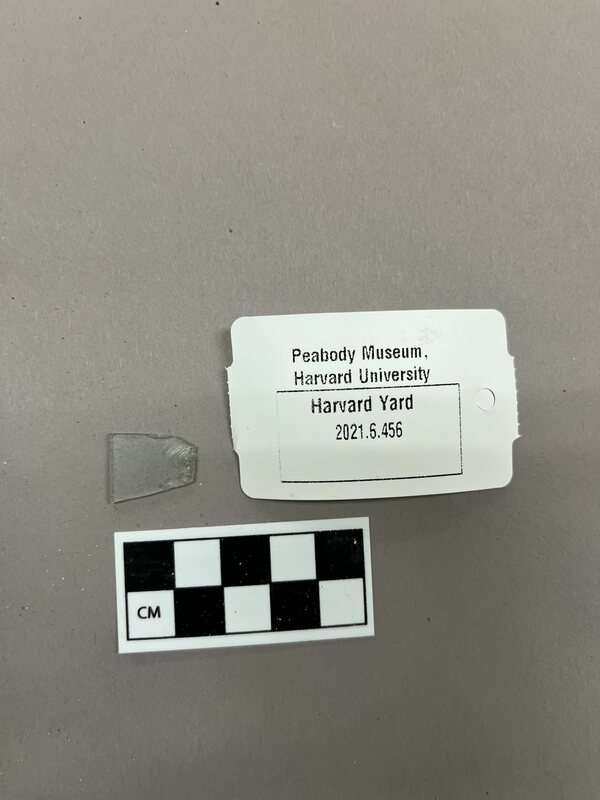 Peabody Museum,
Harvard University
Harvard Yard
2021.6.456
CM